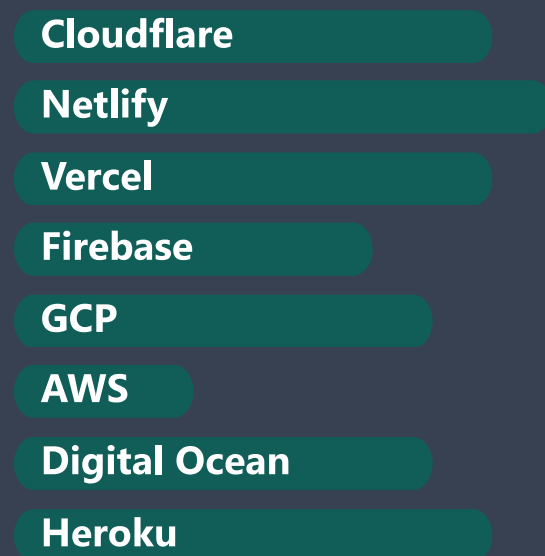 Cloudflare
Netlify
Vercel
Firebase
GCP
AWS
Digital Ocean
Heroku